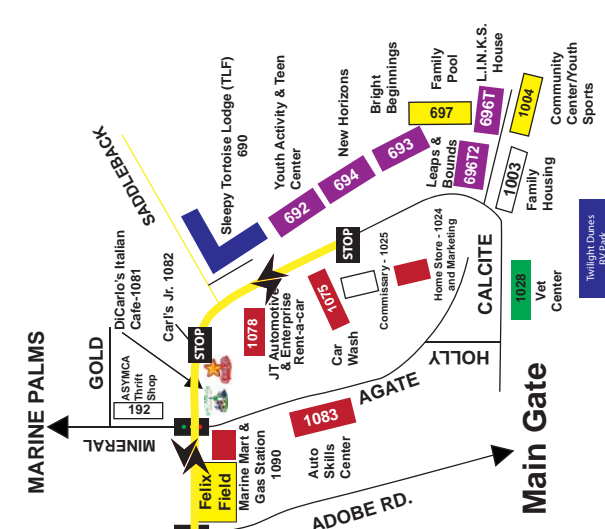 MARINE PALMS
GOLD
MINERAL
ASYMCA
Thrift
Shop
192
DiCarlo's Italian
Cafe-1081
Carl's Jr. 1082
SADDLEBACK
Sleepy Tortoise Lodge (TLF)
690
Youth Activity & Teen
Center
692
New Horizons
694
Bright
Beginnings
693
Family
Pool
697
L.I.N.K.S.
House
696T
Leaps &
Bounds
696T2
1004
Community
Center/Youth
Sports
1003
Family
Housing
Twilight Dunes
RV Park
STOP
STOP
1078
JT Automotive
& Enterprise
Rent-a-car
1075
Car
Wash
Commissary - 1025
Home Store - 1024
and Marketing
CALCITE
1028
Vet
Center
HOLLY
AGATE
1083
Auto
Skills
Center
Marine Mart &
Gas Station
1090
Felix
Field
ADOBE RD.
Main Gate